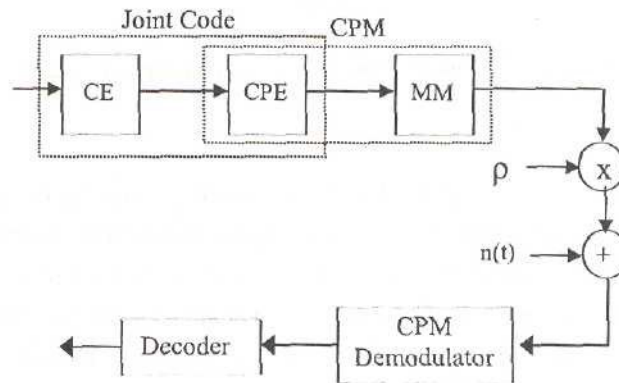 Joint Code
CPM
CE
CPE
MM
ρ
x
n(t)
+
Decoder
CPM
Demodulator